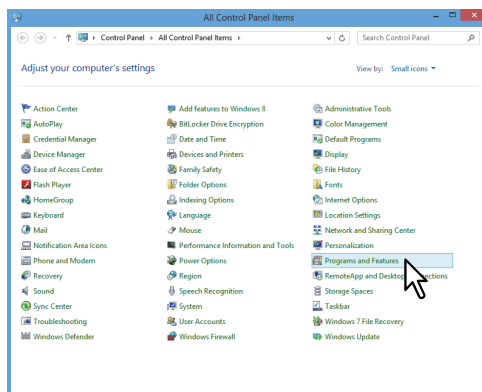 All Control Panel Items
Control Panel All Control Panel Items
Search Control Panel
Adjust your computer's settings
View by: Small icons
Action Center Add features to Windows 8 Administrative Tools
AutoPlay BitLocker Drive Encryption Color Management
Credential Manager Date and Time Default Programs
Device Manager Devices and Printers Display
Ease of Access Center Family Safety File History
Flash Player Folder Options Fonts
HomeGroup Indexing Options Internet Options
Keyboard Language Location Settings
Mail Mouse Network and Sharing Center
Notification Area Icons Performance Information and Tools Personalization
Phone and Modem Power Options Programs and Features
Recovery Region RemoteApp and Desktop
Sound Speech Recognition Storage Spaces
Sync Center System Taskbar
Troubleshooting User Accounts Windows 7 File Recovery
Windows Defender Windows Firewall Windows Update